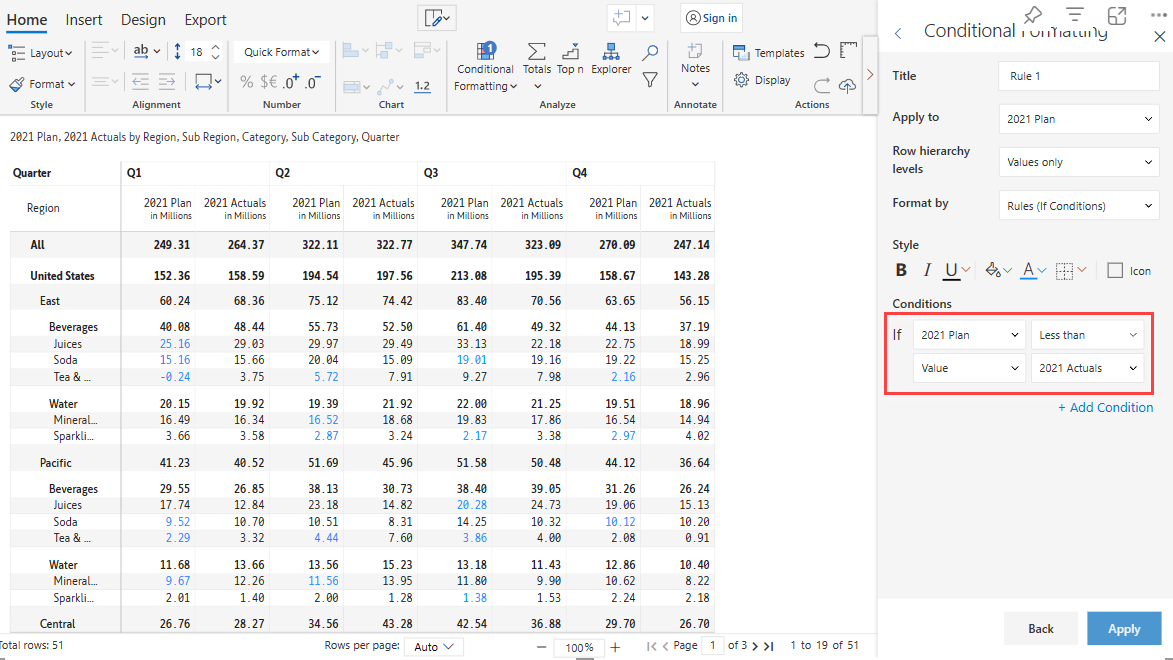 Home Insert Design Export
Sign in
Layout
Format
Style
ab 18
Alignment
Quick Format
% $€ .0+ .0-
Number
1.2
Chart
1
Conditional Formatting
Totals
Top n
Explorer
Analyze
Notes
Annotate
Templates
Display
Actions
2021 Plan, 2021 Actuals by Region, Sub Region, Category, Sub Category, Quarter
Quarter Q1 Q2 Q3 Q4
Region 2021 Plan 2021 Actuals 2021 Plan 2021 Actuals 2021 Plan 2021 Actuals 2021 Plan 2021 Actuals
in Millions in Millions in Millions in Millions in Millions in Millions in Millions in Millions
All 249.31 264.37 322.11 322.77 347.74 323.09 270.09 247.14
United States 152.36 158.59 194.54 197.56 213.08 195.39 158.67 143.28
East 60.24 68.36 75.12 74.42 83.40 70.56 63.65 56.15
Beverages 40.08 48.44 55.73 52.50 61.40 49.32 44.13 37.19
Juices 25.16 29.03 29.97 29.49 33.13 22.18 22.75 18.99
Soda 15.16 15.66 20.04 15.09 19.01 19.16 19.22 15.25
Tea & ... -0.24 3.75 5.72 7.91 9.27 7.98 2.16 2.96
Water 20.15 19.92 19.39 21.92 22.00 21.25 19.51 18.96
Mineral... 16.49 16.34 16.52 18.68 19.83 17.86 16.54 14.94
Sparkli... 3.66 3.58 2.87 3.24 2.17 3.38 2.97 4.02
Pacific 41.23 40.52 51.69 45.96 51.58 50.48 44.12 36.64
Beverages 29.55 26.85 38.13 30.73 38.40 39.05 31.26 26.24
Juices 17.74 12.84 23.18 14.82 20.28 24.73 19.06 15.13
Soda 9.52 10.70 10.51 8.31 14.25 10.32 10.12 10.20
Tea & ... 2.29 3.32 4.44 7.60 3.86 4.00 2.08 0.91
Water 11.68 13.66 13.56 15.23 13.18 11.43 12.86 10.40
Mineral... 9.67 12.26 11.56 13.95 11.80 9.90 10.62 8.22
Sparkli... 2.01 1.40 2.00 1.28 1.38 1.53 2.24 2.18
Central 26.76 28.27 34.56 43.28 42.54 36.88 29.70 26.70
Total rows: 51 Rows per page: Auto 100% Page 1 of 3 1 to 19 of 51
Conditional Formatting
Title Rule 1
Apply to 2021 Plan
Row hierarchy levels Values only
Format by Rules (If Conditions)
Style
B I U A Icon
Conditions
If 2021 Plan Less than
Value 2021 Actuals
+ Add Condition
Back Apply